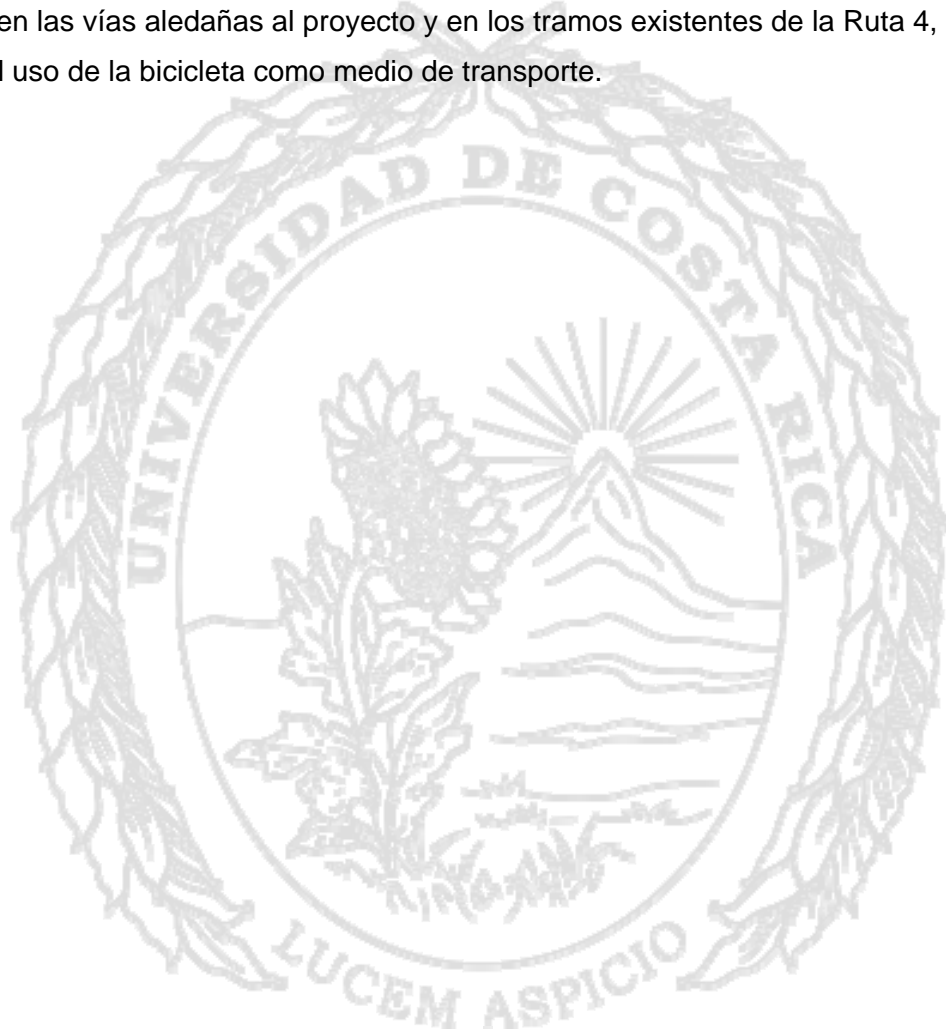 en las vías aledañas al proyecto y en los tramos existentes de la Ruta 4,
l uso de la bicicleta como medio de transporte.
UNIVERSIDAD DE COSTA RICA
LUCEM ASPICIO